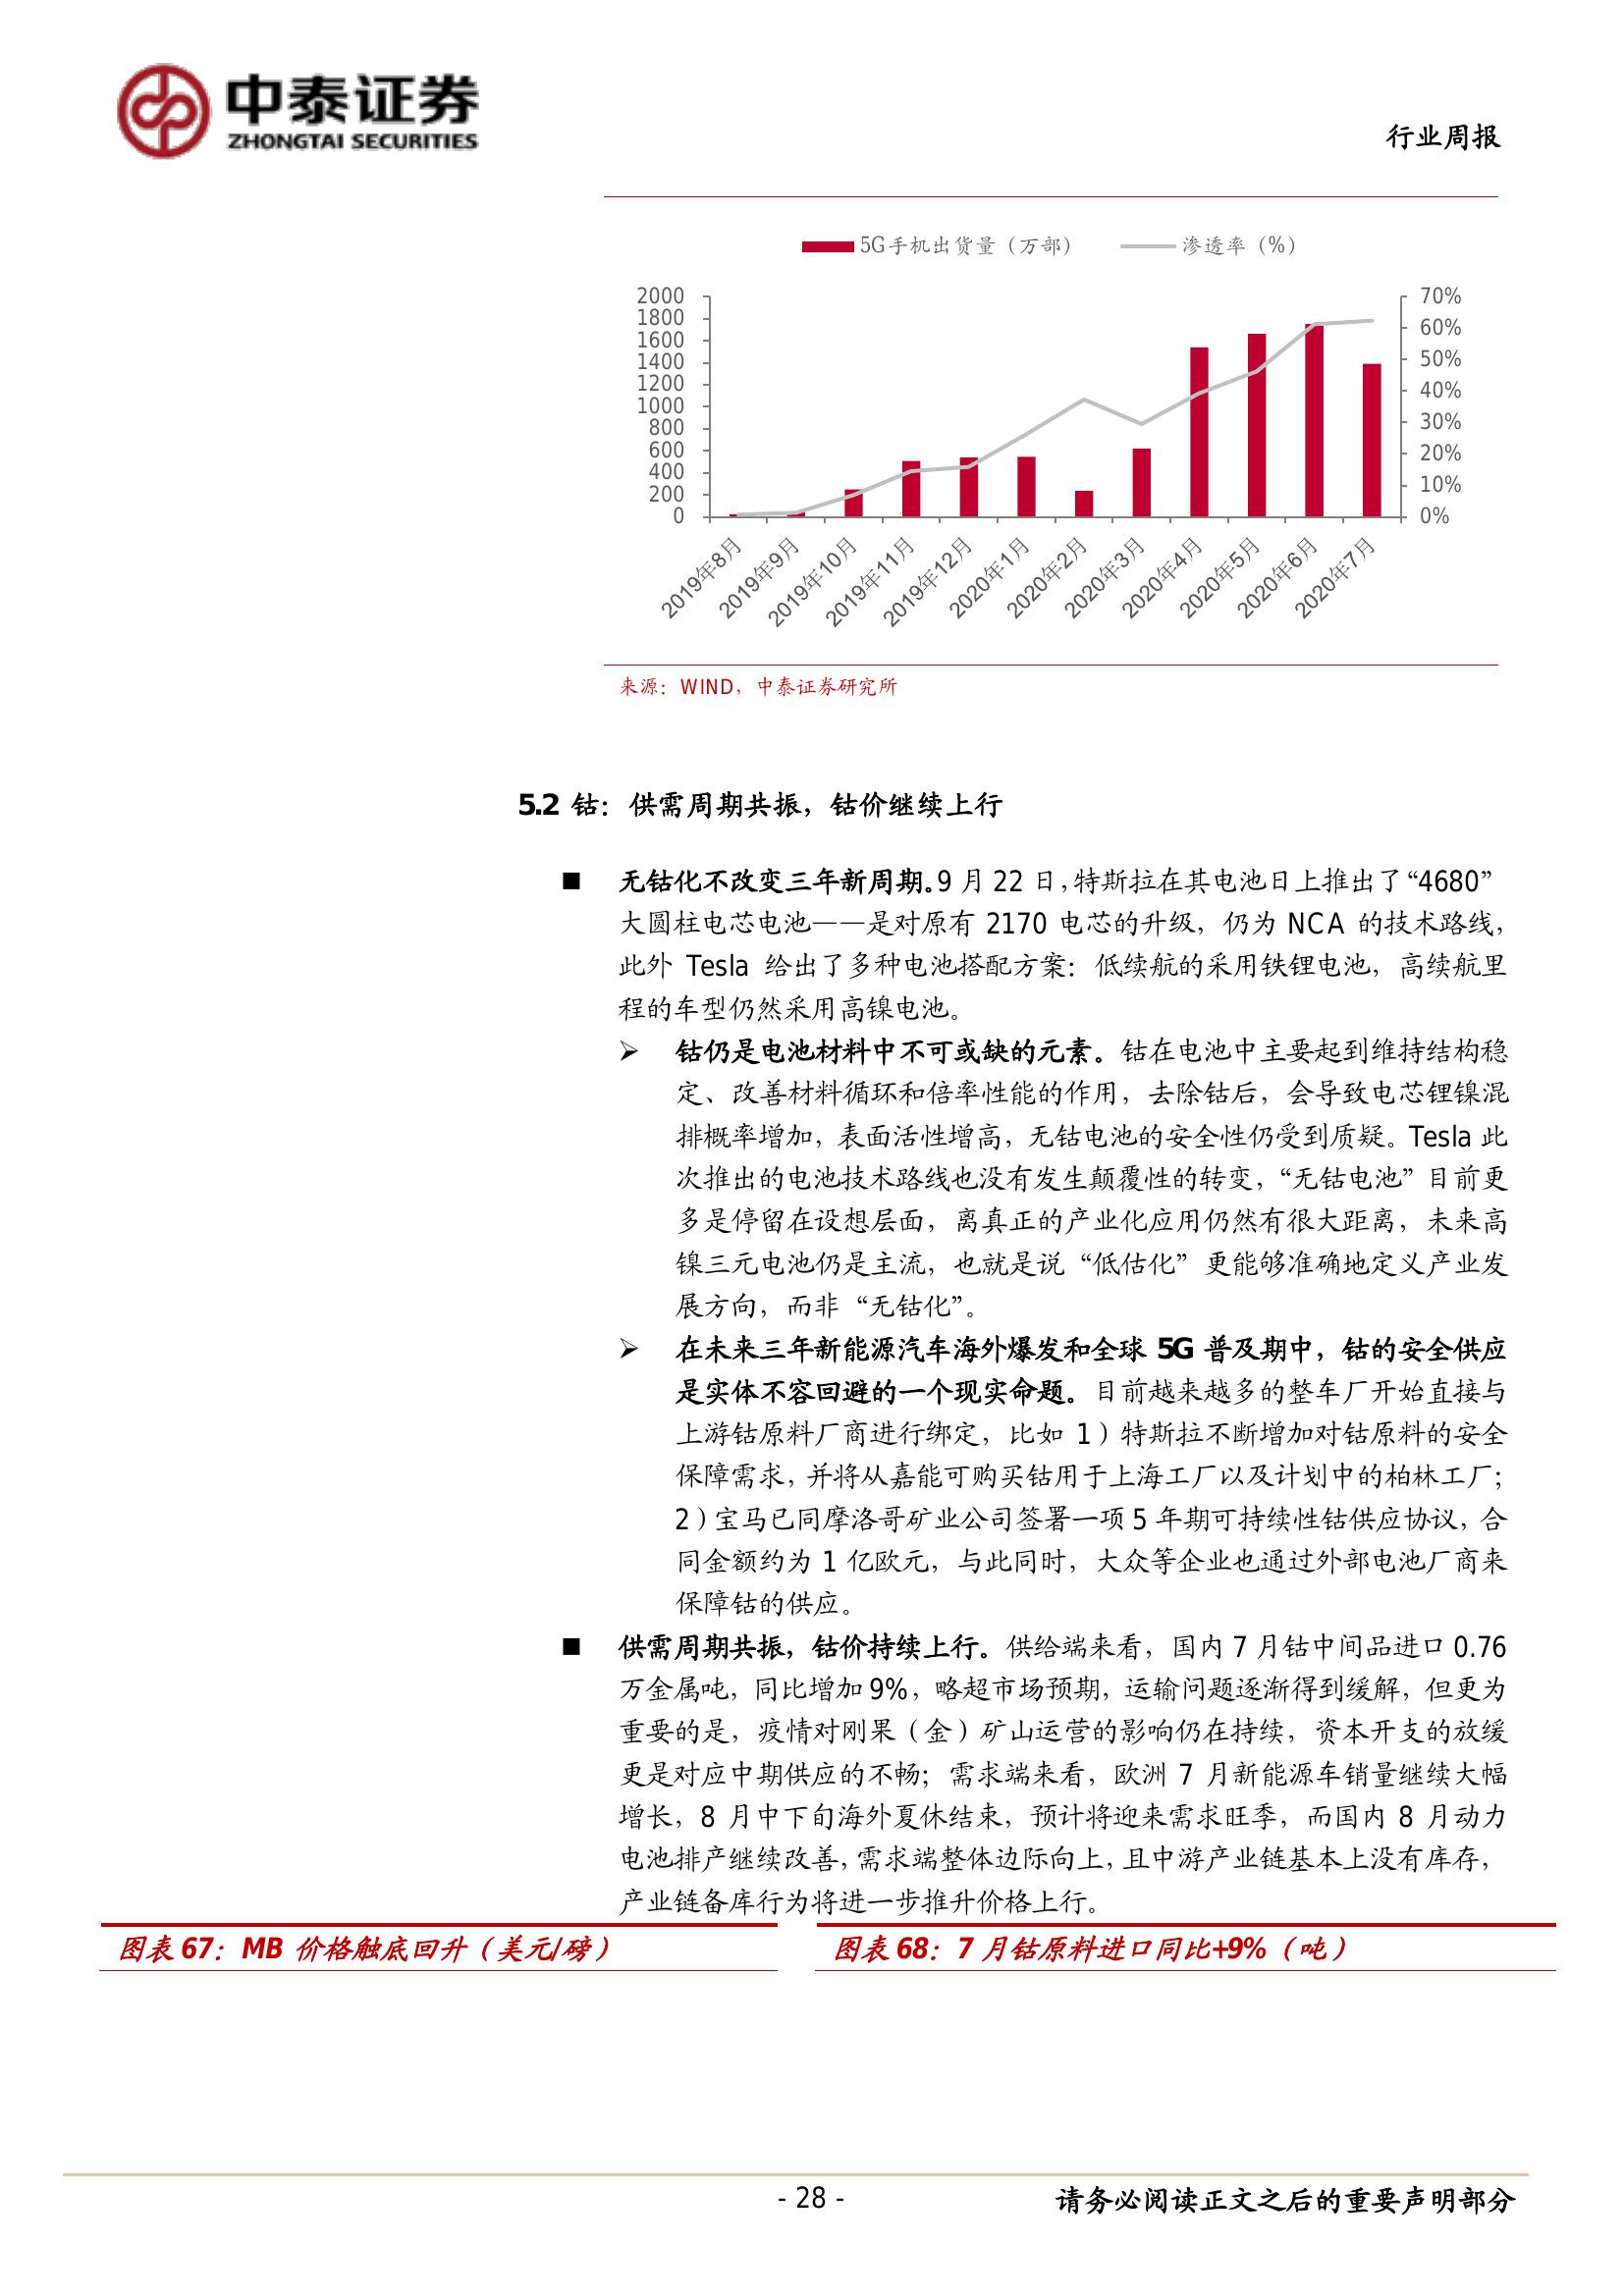 中泰证券
ZHONGTAI SECURITIES
行业周报
5G手机出货量（万部） 渗透率（%）
2000
1800
1600
1400
1200
1000
800
600
400
200
0
70%
60%
50%
40%
30%
20%
10%
0%
2019年8月
2019年9月
2019年10月
2019年11月
2019年12月
2020年1月
2020年2月
2020年3月
2020年4月
2020年5月
2020年6月
2020年7月
来源：WIND，中泰证券研究所
5.2 钴：供需周期共振，钴价继续上行
■ 无钴化不改变三年新周期。9 月 22 日，特斯拉在其电池日上推出了“4680”
大圆柱电芯电池——是对原有 2170 电芯的升级，仍为 NCA 的技术路线，
此外 Tesla 给出了多种电池搭配方案：低续航的采用铁锂电池，高续航里
程的车型仍然采用高镍电池。
➢ 钴仍是电池材料中不可或缺的元素。钴在电池中主要起到维持结构稳
定、改善材料循环和倍率性能的作用，去除钴后，会导致电芯锂镍混
排概率增加，表面活性增高，无钴电池的安全性仍受到质疑。Tesla 此
次推出的电池技术路线也没有发生颠覆性的转变，“无钴电池”目前更
多是停留在设想层面，离真正的产业化应用仍然有很大距离，未来高
镍三元电池仍是主流，也就是说“低估化”更能够准确地定义产业发
展方向，而非“无钴化”。
➢ 在未来三年新能源汽车海外爆发和全球 5G 普及期中，钴的安全供应
是实体不容回避的一个现实命题。目前越来越多的整车厂开始直接与
上游钴原料厂商进行绑定，比如 1）特斯拉不断增加对钴原料的安全
保障需求，并将从嘉能可购买钴用于上海工厂以及计划中的柏林工厂；
2）宝马已同摩洛哥矿业公司签署一项 5 年期可持续性钴供应协议，合
同金额约为 1 亿欧元，与此同时，大众等企业也通过外部电池厂商来
保障钴的供应。
■ 供需周期共振，钴价持续上行。供给端来看，国内 7 月钴中间品进口 0.76
万金属吨，同比增加 9%，略超市场预期，运输问题逐渐得到缓解，但更为
重要的是，疫情对刚果（金）矿山运营的影响仍在持续，资本开支的放缓
更是对应中期供应的不畅；需求端来看，欧洲 7 月新能源车销量继续大幅
增长，8 月中下旬海外夏休结束，预计将迎来需求旺季，而国内 8 月动力
电池排产继续改善，需求端整体边际向上，且中游产业链基本上没有库存，
产业链备库行为将进一步推升价格上行。
图表 67：MB 价格触底回升（美元/磅）
图表 68：7 月钴原料进口同比+9%（吨）
- 28 -
请务必阅读正文之后的重要声明部分